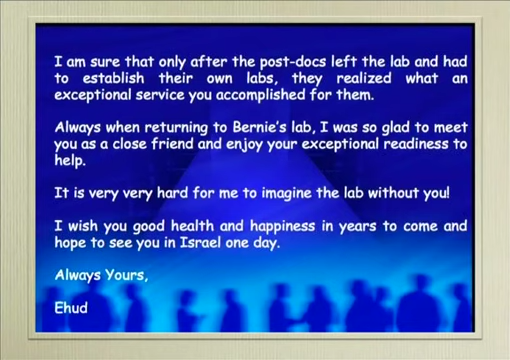 I am sure that only after the post-docs left the lab and had
to establish their own labs, they realized what an
exceptional service you accomplished for them.
Always when returning to Bernie's lab, I was so glad to meet
you as a close friend and enjoy your exceptional readiness to
help.
It is very very hard for me to imagine the lab without you!
I wish you good health and happiness in years to come and
hope to see you in Israel one day.
Always Yours,
Ehud